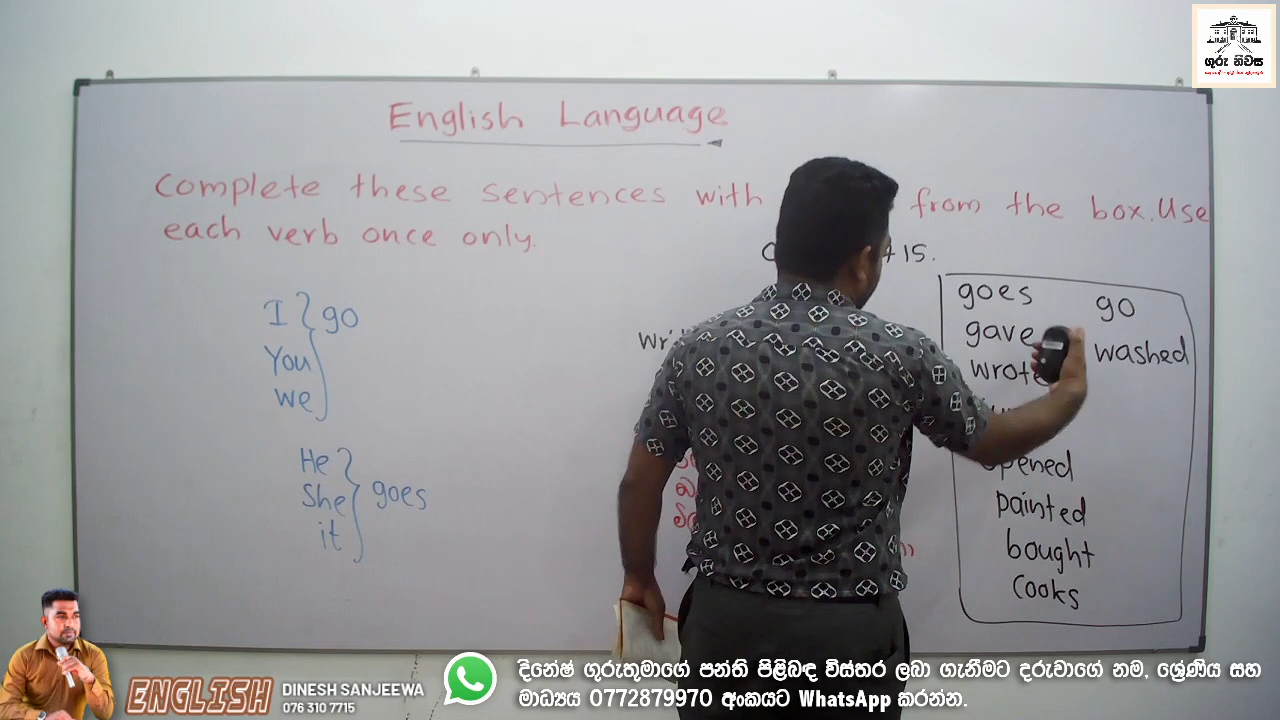 ගුරු නිවස
English Language
Complete these sentences with from the box. Use
each verb once only.
15.
I } go
You
we
He } goes
She
it
goes go
gave washed
wrote
opened
painted
bought
cooks
ENGLISH DINESH SANJEEWA
076 310 7715
දිනේෂ් ගුරුතුමාගේ පන්ති පිළිබඳ විස්තර ලබා ගැනීමට දරුවාගේ නම, ශ්‍රේණිය සහ
මාධ්‍යය 0772879970 අංකයට WhatsApp කරන්න.